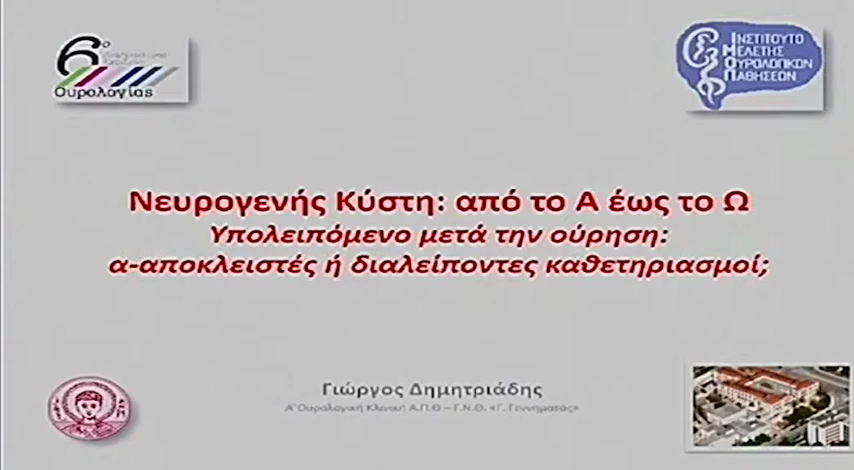 6ο
Ουρολογίας
ΙΝΣΤΙΤΟΥΤΟ
ΜΕΛΕΤΗΣ
ΟΥΡΟΛΟΓΙΚΩΝ
ΠΑΘΗΣΕΩΝ
Νευρογενής Κύστη: από το Α έως το Ω
Υπολειπόμενο μετά την ούρηση:
α-αποκλειστές ή διαλείποντες καθετηριασμοί;
Γιώργος Δημητριάδης
Α΄Ουρολογική Κλινική Α.Π.Θ – Γ.Ν.Θ. «Γ. Γεννηματάς»